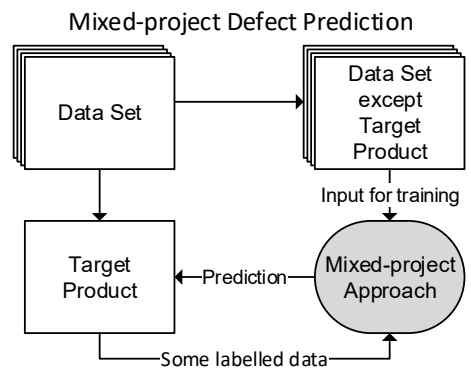 Mixed-project Defect Prediction
Data Set
Data Set
except
Target
Product
Input for training
Target
Product
Prediction
Mixed-project
Approach
Some labelled data